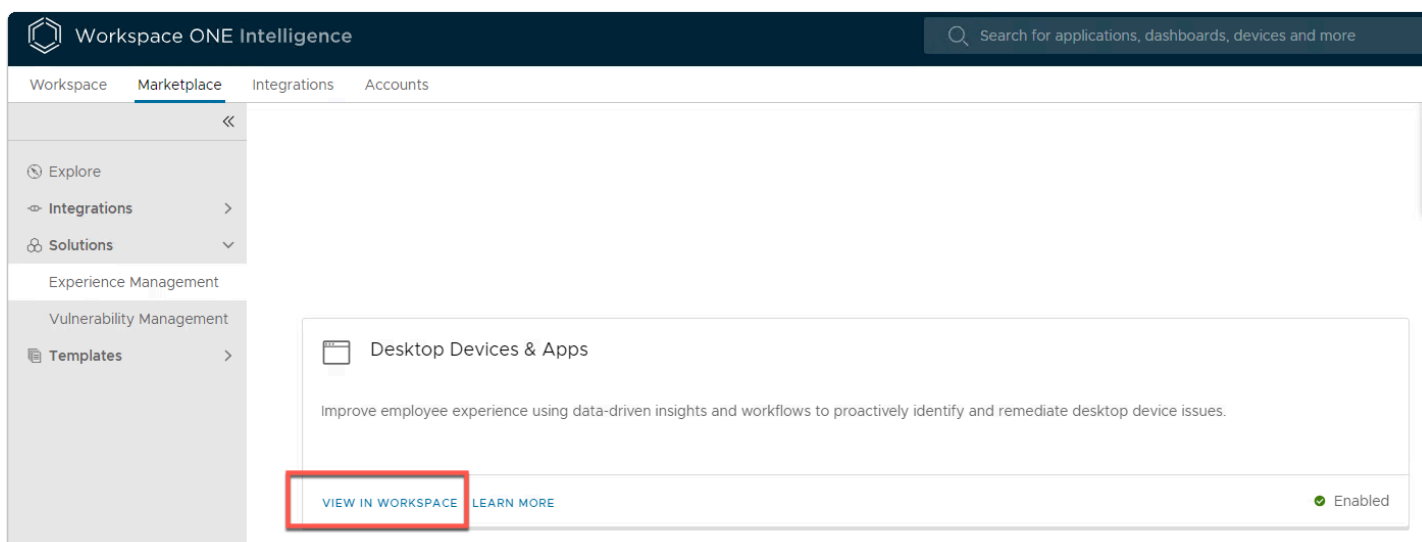 Workspace ONE Intelligence
Search for applications, dashboards, devices and more
Workspace Marketplace Integrations Accounts
Explore
Integrations
Solutions
Experience Management
Vulnerability Management
Templates
Desktop Devices & Apps
Improve employee experience using data-driven insights and workflows to proactively identify and remediate desktop device issues.
VIEW IN WORKSPACE LEARN MORE
Enabled